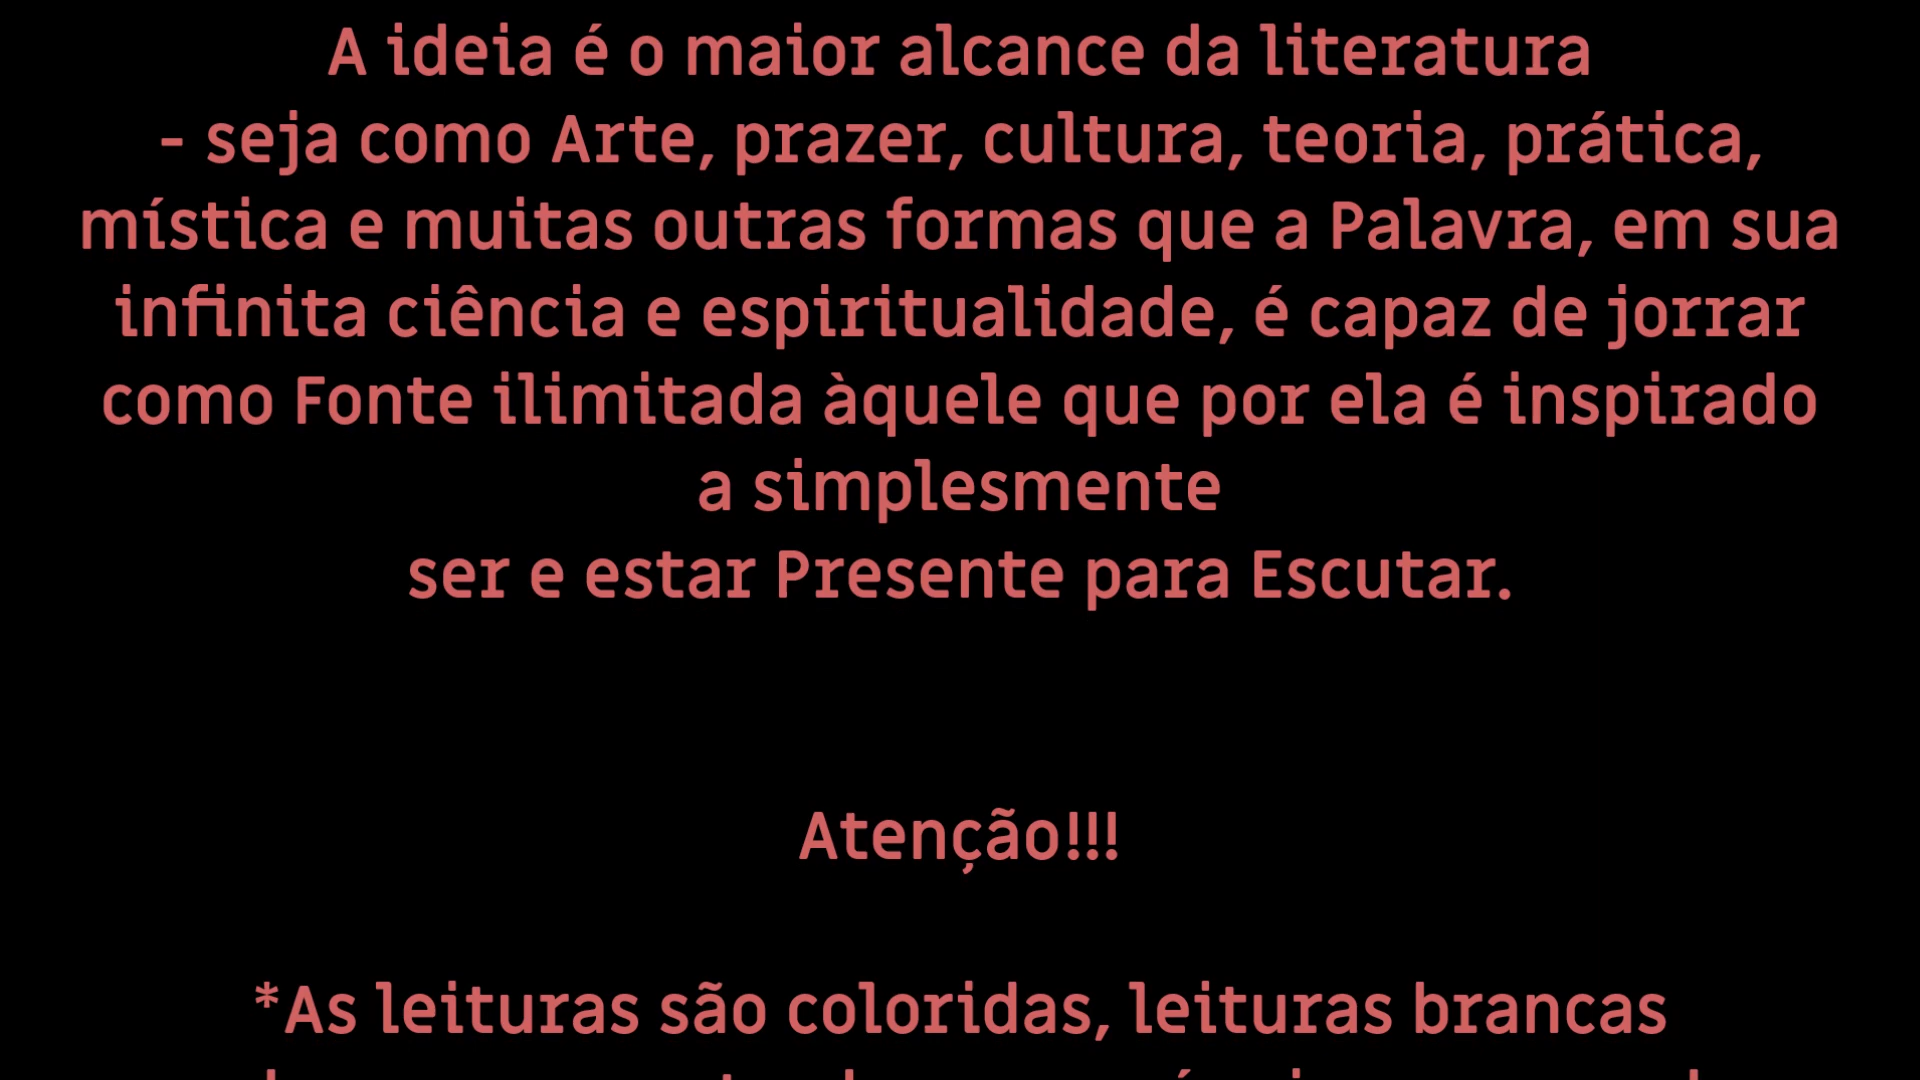 A ideia é o maior alcance da literatura
- seja como Arte, prazer, cultura, teoria, prática,
mística e muitas outras formas que a Palavra, em sua
infinita ciência e espiritualidade, é capaz de jorrar
como Fonte ilimitada àquele que por ela é inspirado
a simplesmente
ser e estar Presente para Escutar.
Atenção!!!
*As leituras são coloridas, leituras brancas